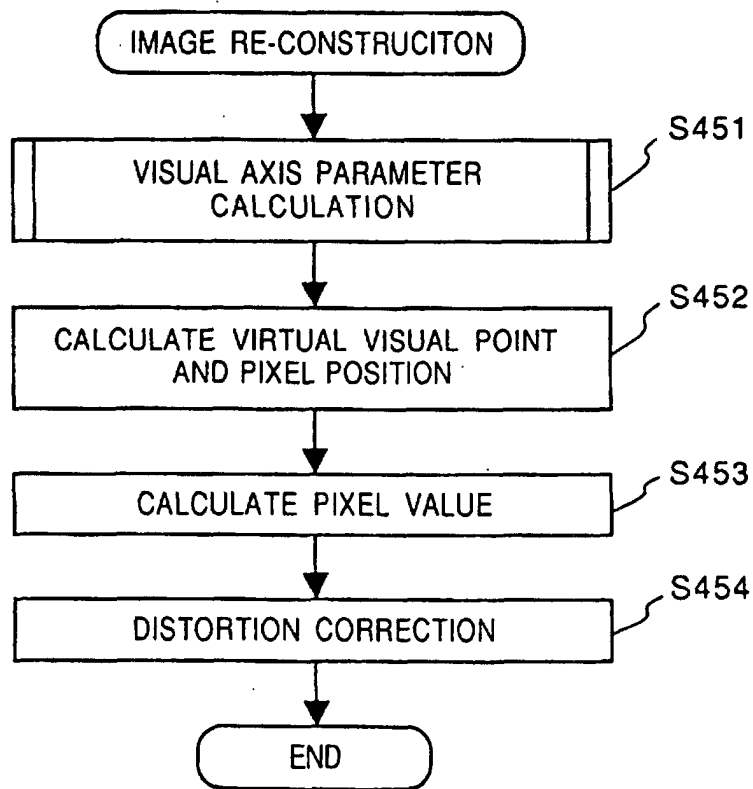 IMAGE RE-CONSTRUCITON
S451
VISUAL AXIS PARAMETER
CALCULATION
S452
CALCULATE VIRTUAL VISUAL POINT
AND PIXEL POSITION
S453
CALCULATE PIXEL VALUE
S454
DISTORTION CORRECTION
END